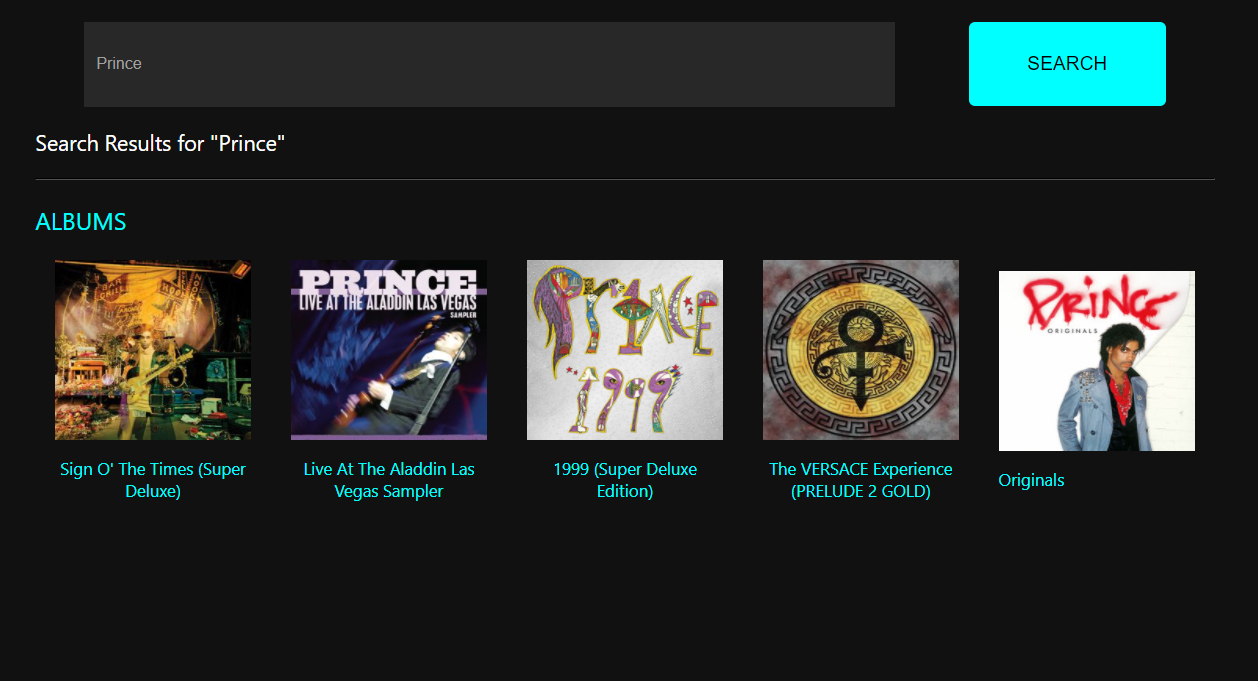 Prince
SEARCH
Search Results for "Prince"
ALBUMS
PRINCE
LIVE AT THE ALADDIN LAS VEGAS
SAMPLER
PRINCE
1999
PRINCE
ORIGINALS
Sign O' The Times (Super
Deluxe)
Live At The Aladdin Las
Vegas Sampler
1999 (Super Deluxe
Edition)
The VERSACE Experience
(PRELUDE 2 GOLD)
Originals